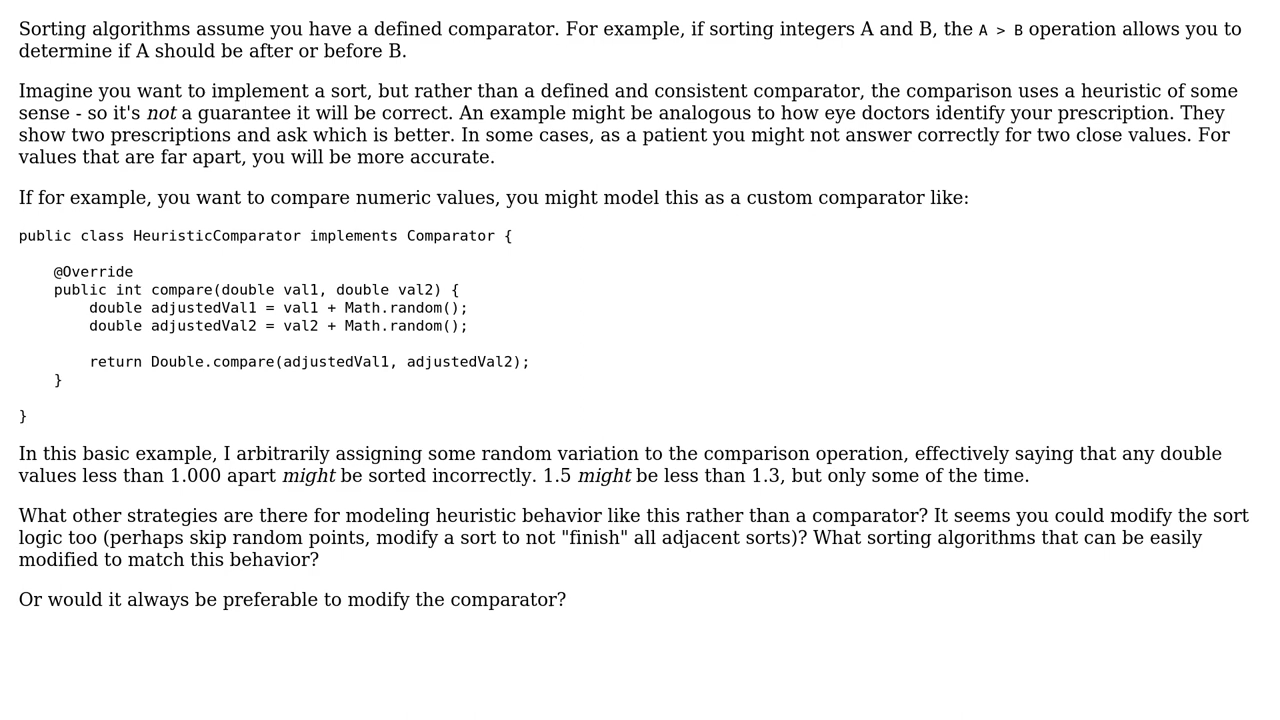 Sorting algorithms assume you have a defined comparator. For example, if sorting integers A and B, the A > B operation allows you to
determine if A should be after or before B.
Imagine you want to implement a sort, but rather than a defined and consistent comparator, the comparison uses a heuristic of some
sense - so it's not a guarantee it will be correct. An example might be analogous to how eye doctors identify your prescription. They
show two prescriptions and ask which is better. In some cases, as a patient you might not answer correctly for two close values. For
values that are far apart, you will be more accurate.
If for example, you want to compare numeric values, you might model this as a custom comparator like:
public class HeuristicComparator implements Comparator {
    @Override
    public int compare(double val1, double val2) {
        double adjustedVal1 = val1 + Math.random();
        double adjustedVal2 = val2 + Math.random();
        return Double.compare(adjustedVal1, adjustedVal2);
    }
}
In this basic example, I arbitrarily assigning some random variation to the comparison operation, effectively saying that any double
values less than 1.000 apart might be sorted incorrectly. 1.5 might be less than 1.3, but only some of the time.
What other strategies are there for modeling heuristic behavior like this rather than a comparator? It seems you could modify the sort
logic too (perhaps skip random points, modify a sort to not "finish" all adjacent sorts)? What sorting algorithms that can be easily
modified to match this behavior?
Or would it always be preferable to modify the comparator?